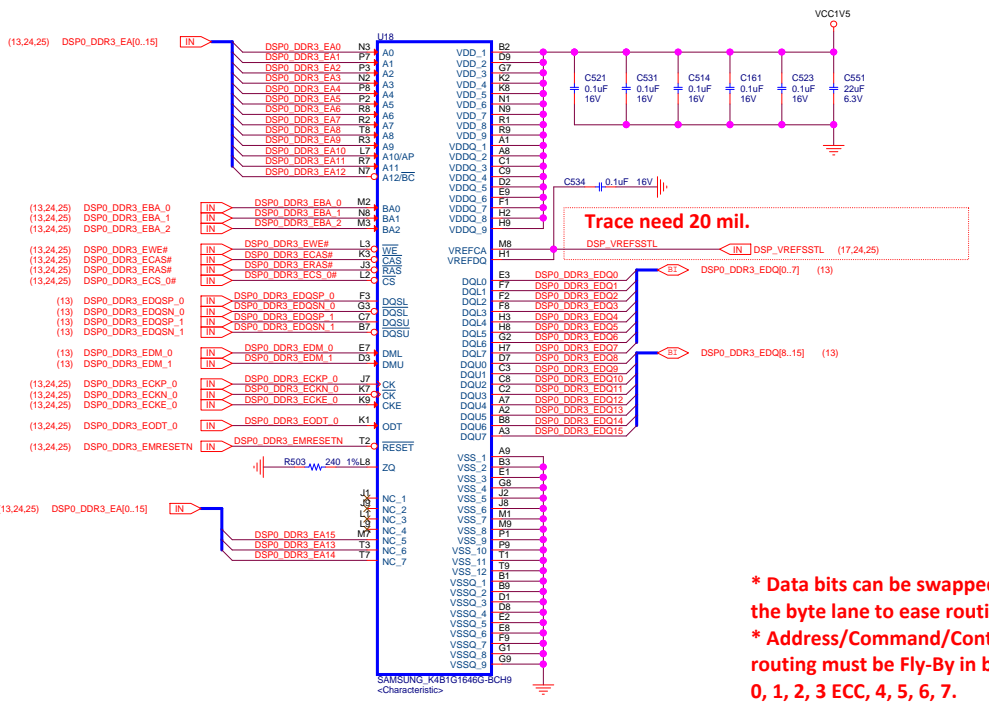 VCC1V5
U18
(13,24,25) DSP0_DDR3_EA[0..15] IN
DSP0_DDR3_EA0 N3 A0 VDD_1 B2
DSP0_DDR3_EA1 P7 A1 VDD_2 D9
DSP0_DDR3_EA2 P3 A2 VDD_3 G7
DSP0_DDR3_EA3 N2 A3 VDD_4 K2
DSP0_DDR3_EA4 P8 A4 VDD_5 K8
DSP0_DDR3_EA5 P2 A5 VDD_6 N1
DSP0_DDR3_EA6 R8 A6 VDD_7 N9
DSP0_DDR3_EA7 R2 A7 VDD_8 R1
DSP0_DDR3_EA8 T8 A8 VDD_9 R9
DSP0_DDR3_EA9 R3 A9 VDDQ_1 A1
DSP0_DDR3_EA10 L7 A10/AP VDDQ_2 A8
DSP0_DDR3_EA11 R7 A11 VDDQ_3 C1
DSP0_DDR3_EA12 N7 A12/BC VDDQ_4 C9
VDDQ_5 D2
VDDQ_6 E9
VDDQ_7 F1
VDDQ_8 H2
VDDQ_9 H9
C521 C531 C514 C161 C523 C551
0.1uF 0.1uF 0.1uF 0.1uF 0.1uF 22uF
16V 16V 16V 16V 16V 6.3V
C534 0.1uF 16V
(13,24,25) DSP0_DDR3_EBA_0 IN DSP0_DDR3_EBA_0 M2 BA0
(13,24,25) DSP0_DDR3_EBA_1 IN DSP0_DDR3_EBA_1 N8 BA1
(13,24,25) DSP0_DDR3_EBA_2 IN DSP0_DDR3_EBA_2 M3 BA2
Trace need 20 mil.
(13,24,25) DSP0_DDR3_EWE# IN DSP0_DDR3_EWE# L3 WE
(13,24,25) DSP0_DDR3_ECAS# IN DSP0_DDR3_ECAS# K3 CAS
(13,24,25) DSP0_DDR3_ERAS# IN DSP0_DDR3_ERAS# J3 RAS
(13,24,25) DSP0_DDR3_ECS_0# IN DSP0_DDR3_ECS_0# L2 CS
VREFCA M8 DSP_VREFSSTL IN DSP_VREFSSTL (17,24,25)
VREFDQ H1
(13) DSP0_DDR3_EDQSP_0 IN DSP0_DDR3_EDQSP_0 F3 DQSL
(13) DSP0_DDR3_EDQSN_0 IN DSP0_DDR3_EDQSN_0 G3 DQSL
(13) DSP0_DDR3_EDQSP_1 IN DSP0_DDR3_EDQSP_1 C7 DQSU
(13) DSP0_DDR3_EDQSN_1 IN DSP0_DDR3_EDQSN_1 B7 DQSU
(13) DSP0_DDR3_EDM_0 IN DSP0_DDR3_EDM_0 E7 DML
(13) DSP0_DDR3_EDM_1 IN DSP0_DDR3_EDM_1 D3 DMU
(13,24,25) DSP0_DDR3_ECKP_0 IN DSP0_DDR3_ECKP_0 J7 CK
(13,24,25) DSP0_DDR3_ECKN_0 IN DSP0_DDR3_ECKN_0 K7 CK
(13,24,25) DSP0_DDR3_ECKE_0 IN DSP0_DDR3_ECKE_0 K9 CKE
(13,24,25) DSP0_DDR3_EODT_0 IN DSP0_DDR3_EODT_0 K1 ODT
(13,24,25) DSP0_DDR3_EMRESETN IN DSP0_DDR3_EMRESETN T2 RESET
DQL0 E3 DSP0_DDR3_EDQ0 BI DSP0_DDR3_EDQ[0..7] (13)
DQL1 F7 DSP0_DDR3_EDQ1
DQL2 F2 DSP0_DDR3_EDQ2
DQL3 F8 DSP0_DDR3_EDQ3
DQL4 H3 DSP0_DDR3_EDQ4
DQL5 H8 DSP0_DDR3_EDQ5
DQL6 G2 DSP0_DDR3_EDQ6
DQL7 H7 DSP0_DDR3_EDQ7
DQU0 D7 DSP0_DDR3_EDQ8 BI DSP0_DDR3_EDQ[8..15] (13)
DQU1 C3 DSP0_DDR3_EDQ9
DQU2 C8 DSP0_DDR3_EDQ10
DQU3 C2 DSP0_DDR3_EDQ11
DQU4 A7 DSP0_DDR3_EDQ12
DQU5 A2 DSP0_DDR3_EDQ13
DQU6 B8 DSP0_DDR3_EDQ14
DQU7 A3 DSP0_DDR3_EDQ15
R503 240 1% L8 ZQ
J1 NC_1
J9 NC_2
L1 NC_3
L9 NC_4
(13,24,25) DSP0_DDR3_EA[0..15] IN
DSP0_DDR3_EA15 M7 NC_5
DSP0_DDR3_EA13 T3 NC_6
DSP0_DDR3_EA14 T7 NC_7
VSS_1 A9
VSS_2 B3
VSS_3 E1
VSS_4 G8
VSS_5 J2
VSS_6 J8
VSS_7 M1
VSS_8 M9
VSS_9 P1
VSS_10 P9
VSS_11 T1
VSS_12 T9
VSSQ_1 B1
VSSQ_2 B9
VSSQ_3 D1
VSSQ_4 D8
VSSQ_5 E2
VSSQ_6 E8
VSSQ_7 F9
VSSQ_8 G1
VSSQ_9 G9
SAMSUNG_K4B1G1646G-BCH9
<Characteristic>
* Data bits can be swappe
the byte lane to ease routi
* Address/Command/Cont
routing must be Fly-By in b
0, 1, 2, 3 ECC, 4, 5, 6, 7.